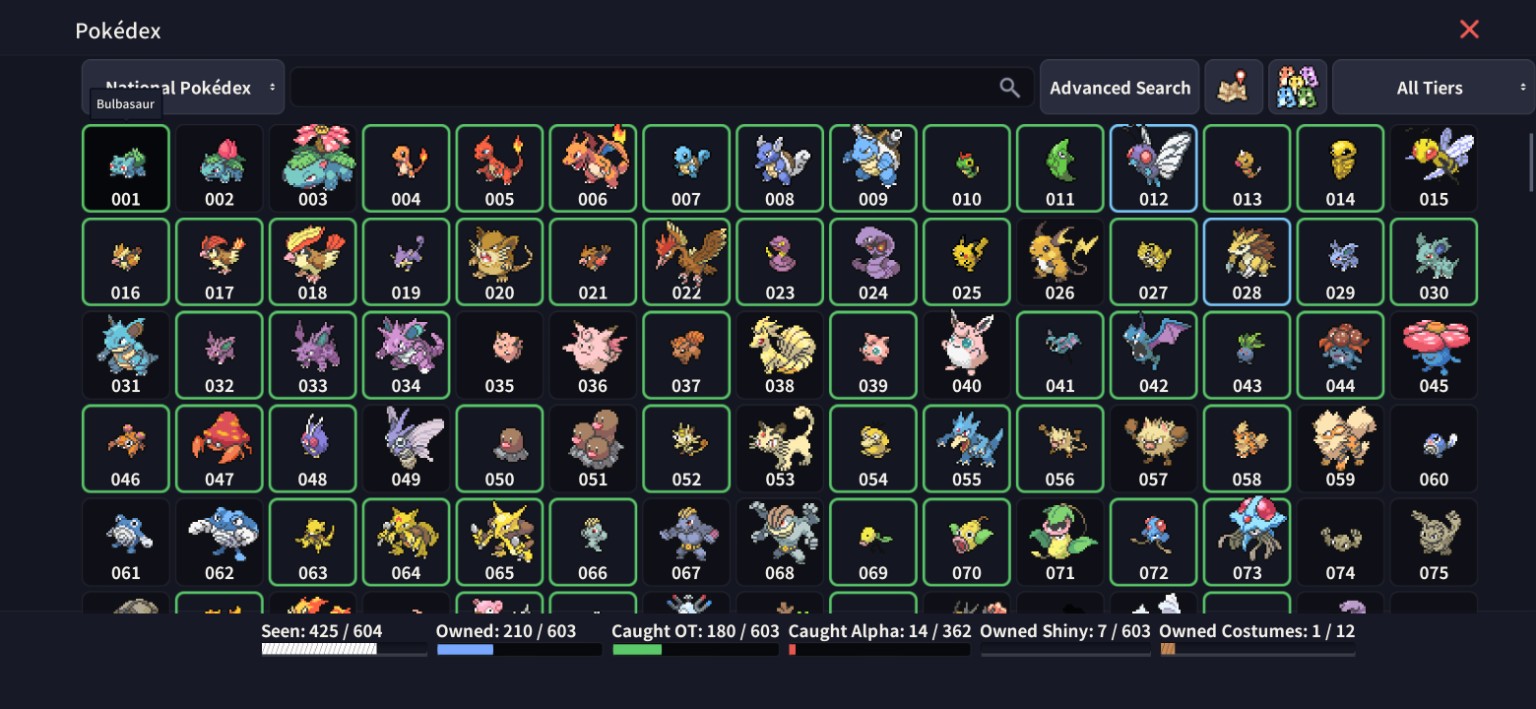 Pokédex
National Pokédex
Advanced Search
All Tiers
Bulbasaur
001 002 003 004 005 006 007 008 009 010 011 012 013 014 015
016 017 018 019 020 021 022 023 024 025 026 027 028 029 030
031 032 033 034 035 036 037 038 039 040 041 042 043 044 045
046 047 048 049 050 051 052 053 054 055 056 057 058 059 060
061 062 063 064 065 066 067 068 069 070 071 072 073 074 075
Seen: 425 / 604 Owned: 210 / 603 Caught OT: 180 / 603 Caught Alpha: 14 / 362 Owned Shiny: 7 / 603 Owned Costumes: 1 / 12